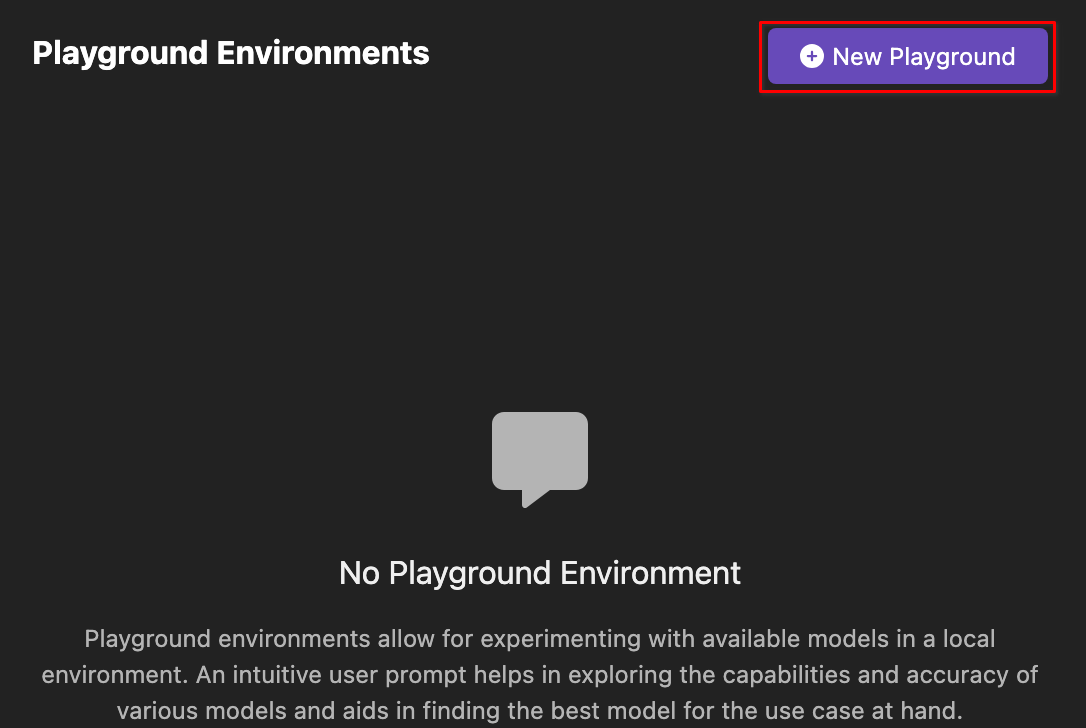 Playground Environments
New Playground
No Playground Environment
Playground environments allow for experimenting with available models in a local
environment. An intuitive user prompt helps in exploring the capabilities and accuracy of
various models and aids in finding the best model for the use case at hand.